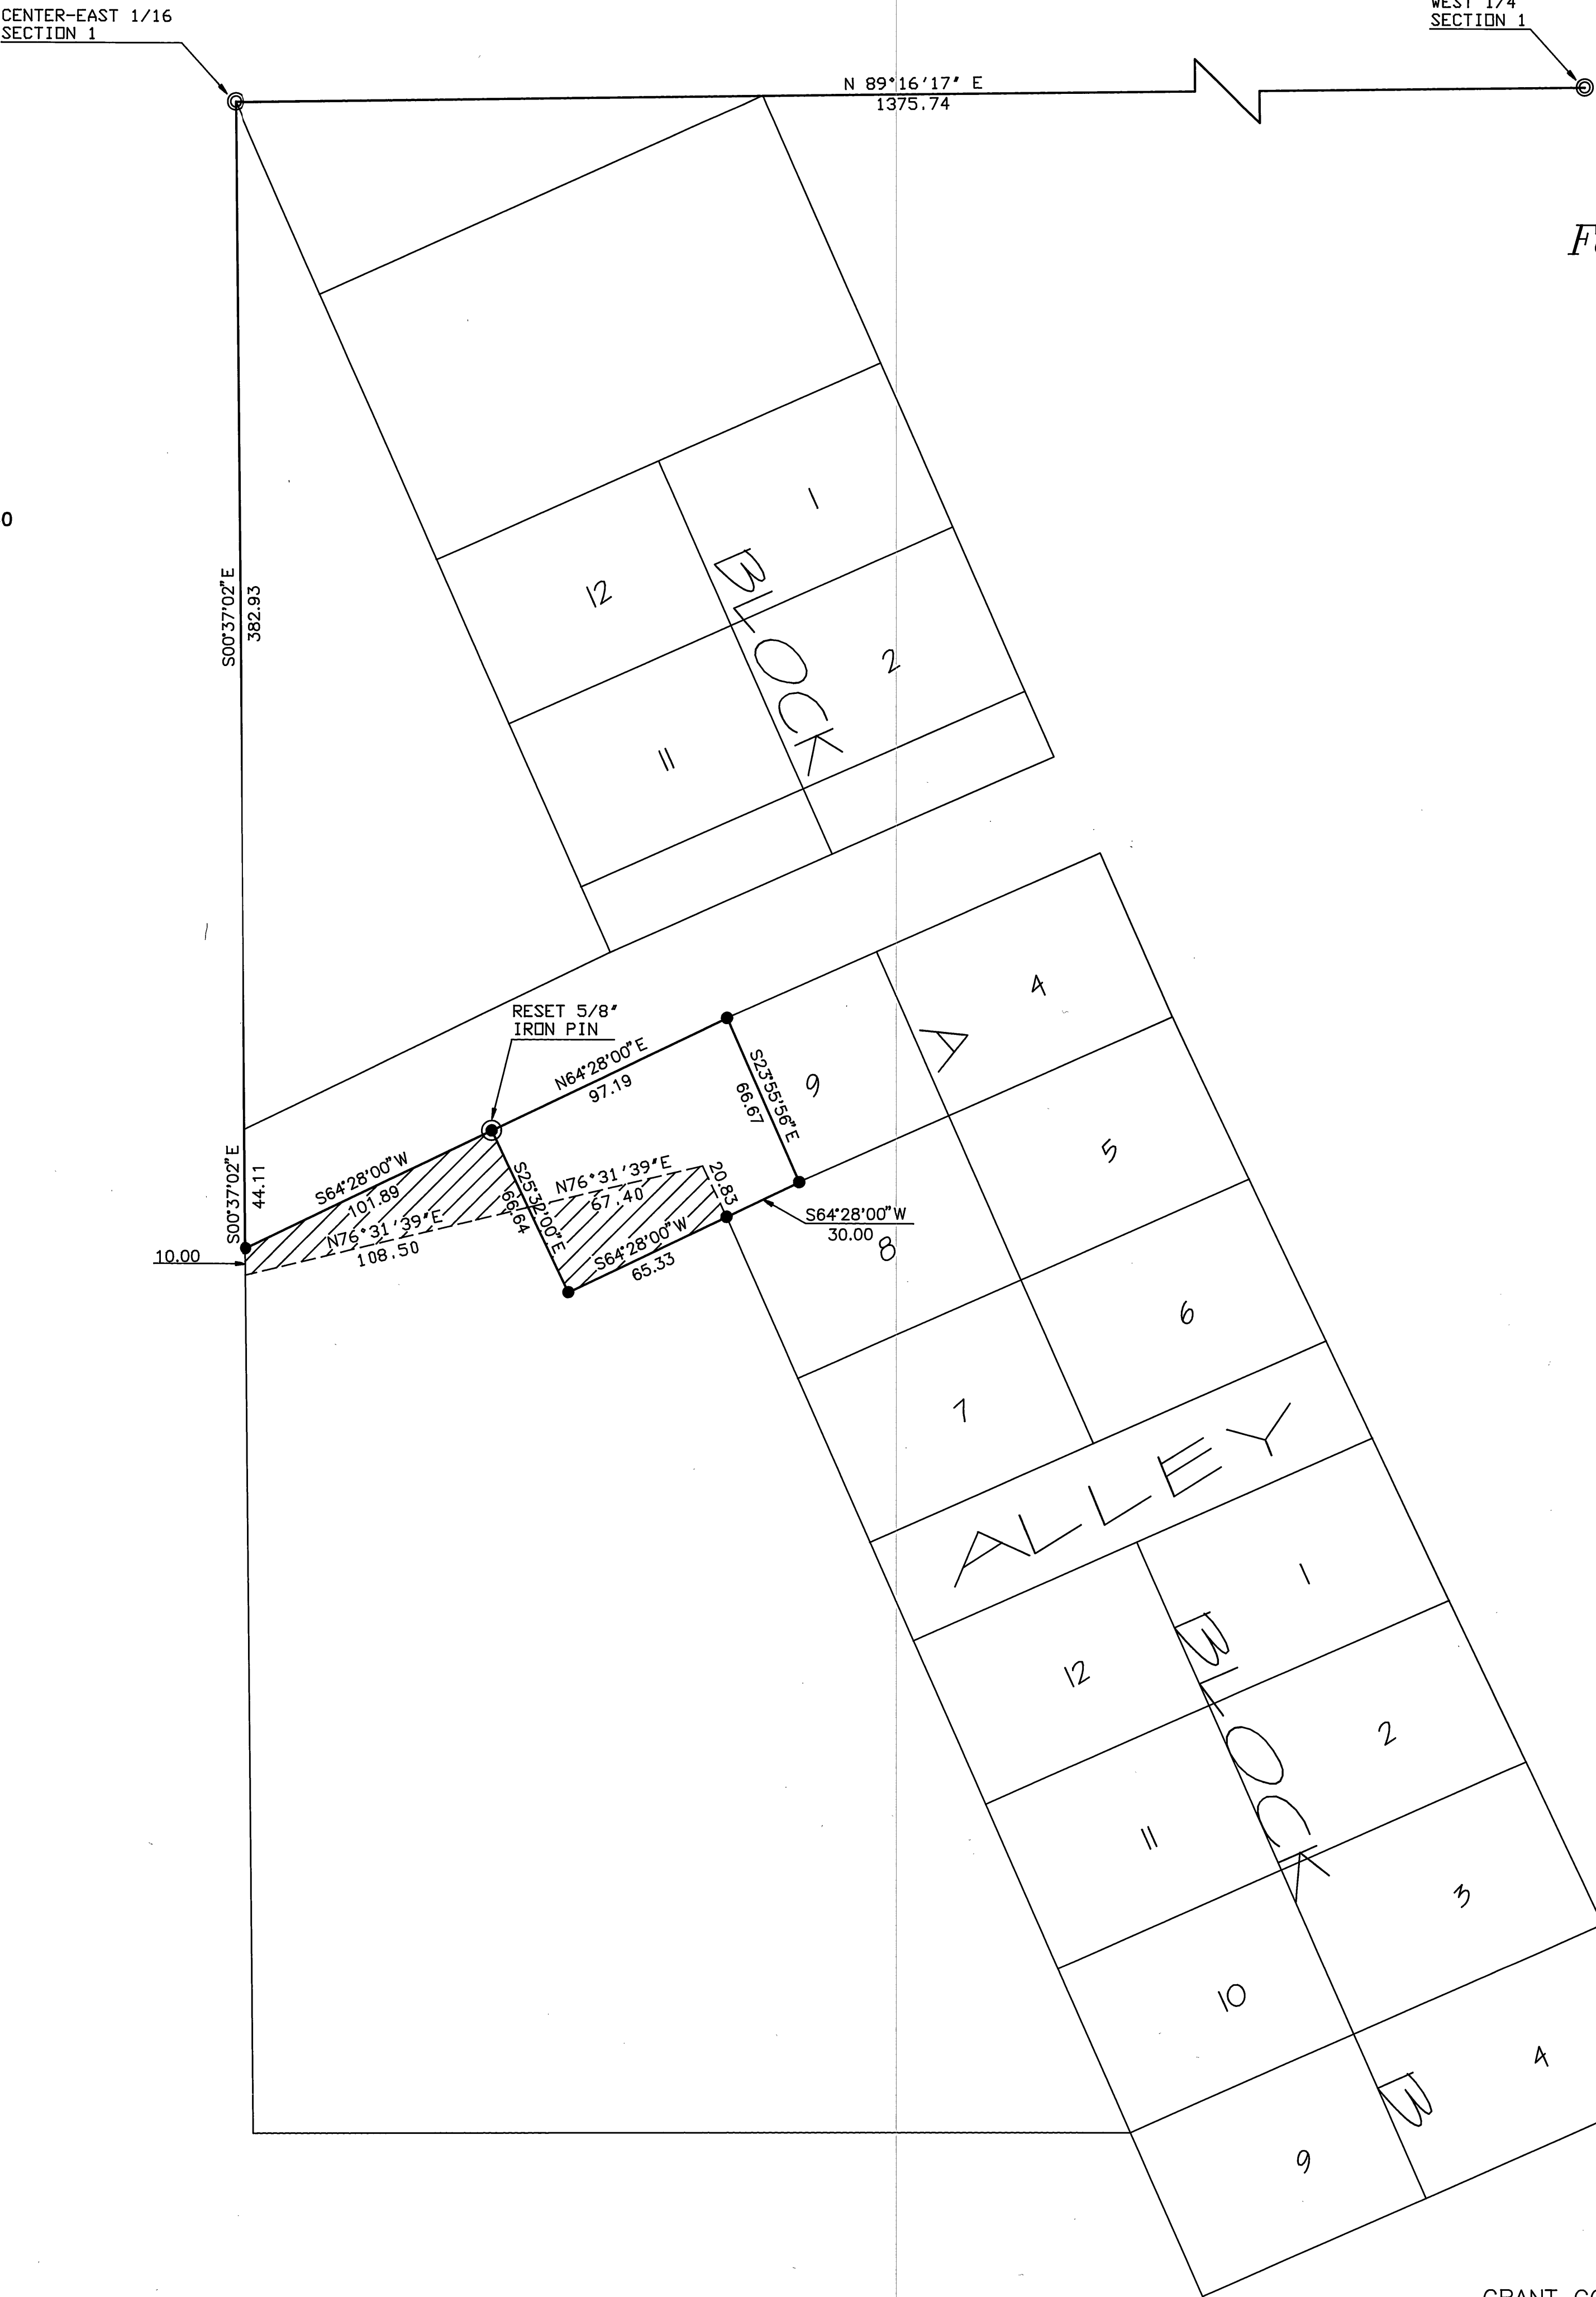 CENTER-EAST 1/16
SECTION 1
WEST 1/4
SECTION 1
N 89°16'17" E
1375.74
0
S00°37'02"E
382.93
1
12
BLOCK
2
11
RESET 5/8"
IRON PIN
4
A
N64°28'00"E
97.19
S23°55'56"E
66.67
9
5
S00°37'02"E
44.11
S64°28'00"W
101.89
N76°31'39"E
108.50
10.00
S25°32'00"E
66.64
N76°31'39"E
67.40
20.83
S64°28'00"W
65.33
S64°28'00"W
30.00
8
6
7
ALLEY
1
12
BLOCK
2
11
3
10
4
B
9